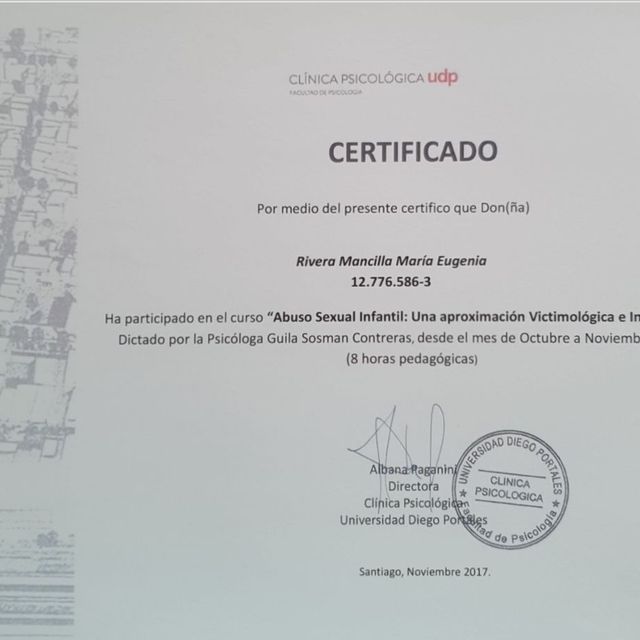 CLÍNICA PSICOLÓGICA udp
FACULTAD DE PSICOLOGÍA
CERTIFICADO
Por medio del presente certifico que Don(ña)
Rivera Mancilla María Eugenia
12.776.586-3
Ha participado en el curso “Abuso Sexual Infantil: Una aproximación Victimológica e In
Dictado por la Psicóloga Guila Sosman Contreras, desde el mes de Octubre a Noviemb
(8 horas pedagógicas)
Albana Paganini
Directora
Clínica Psicológica
Universidad Diego Portales
UNIVERSIDAD DIEGO PORTALES
CLINICA
PSICOLOGICA
Facultad de Psicología
Santiago, Noviembre 2017.